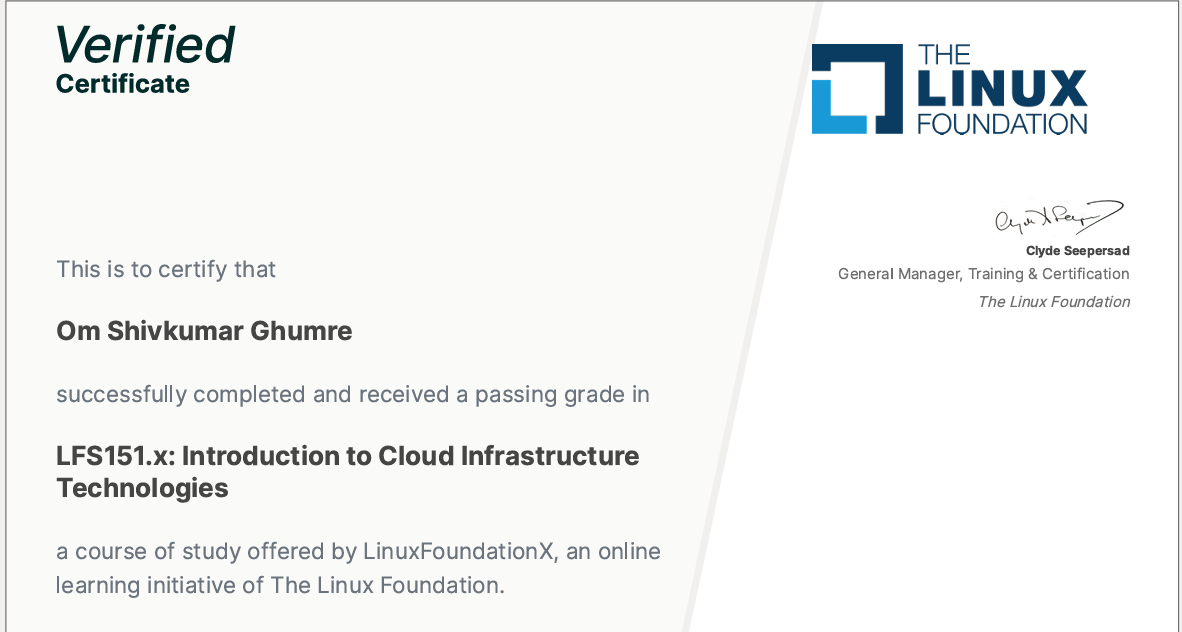 Verified
Certificate
THE
LINUX
FOUNDATION
Clyde Seepersad
General Manager, Training & Certification
The Linux Foundation
This is to certify that
Om Shivkumar Ghumre
successfully completed and received a passing grade in
LFS151.x: Introduction to Cloud Infrastructure
Technologies
a course of study offered by LinuxFoundationX, an online
learning initiative of The Linux Foundation.